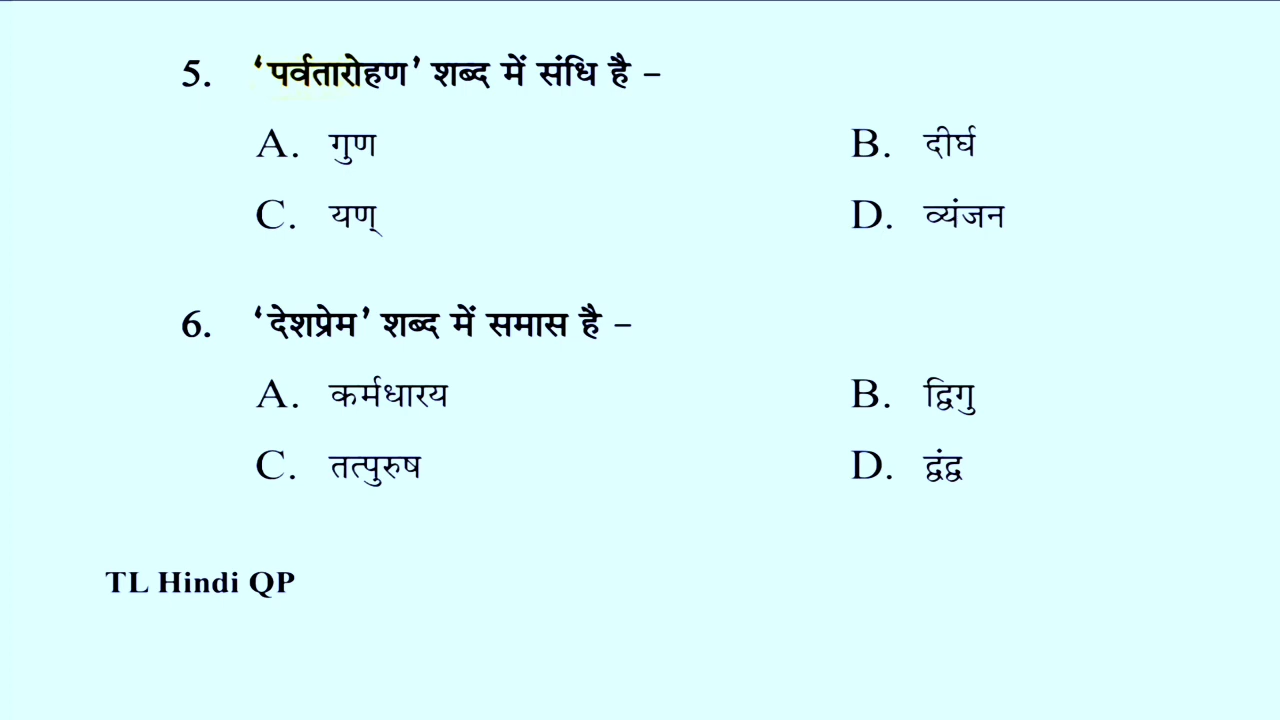 5. ‘पर्वतारोहण’ शब्द में संधि है –
A. गुण B. दीर्घ
C. यण् D. व्यंजन
6. ‘देशप्रेम’ शब्द में समास है –
A. कर्मधारय B. द्विगु
C. तत्पुरुष D. द्वंद्व
TL Hindi QP